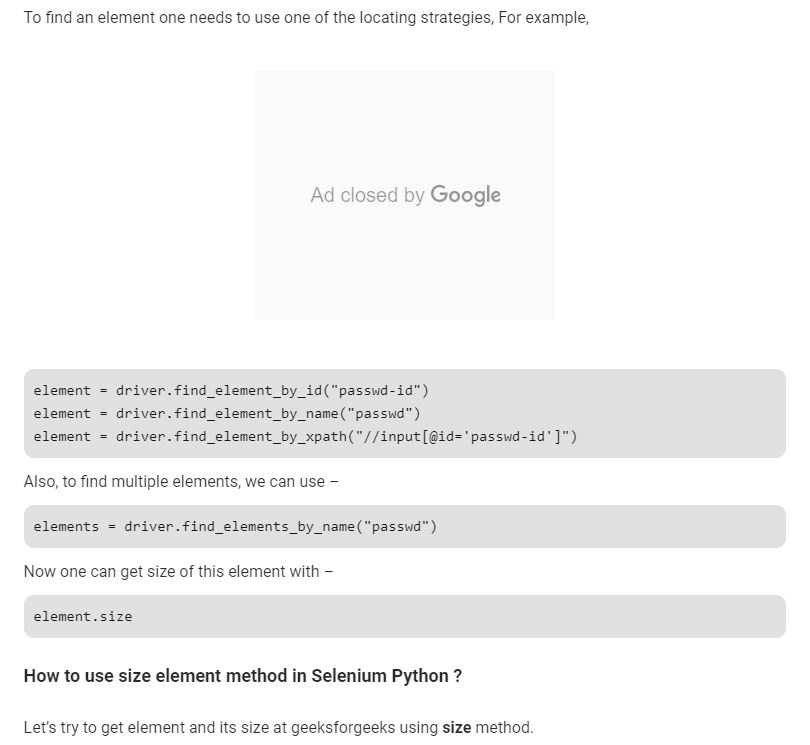 To find an element one needs to use one of the locating strategies, For example,
Ad closed by Google
element = driver.find_element_by_id("passwd-id")
element = driver.find_element_by_name("passwd")
element = driver.find_element_by_xpath("//input[@id='passwd-id']")
Also, to find multiple elements, we can use –
elements = driver.find_elements_by_name("passwd")
Now one can get size of this element with –
element.size
How to use size element method in Selenium Python ?
Let's try to get element and its size at geeksforgeeks using size method.